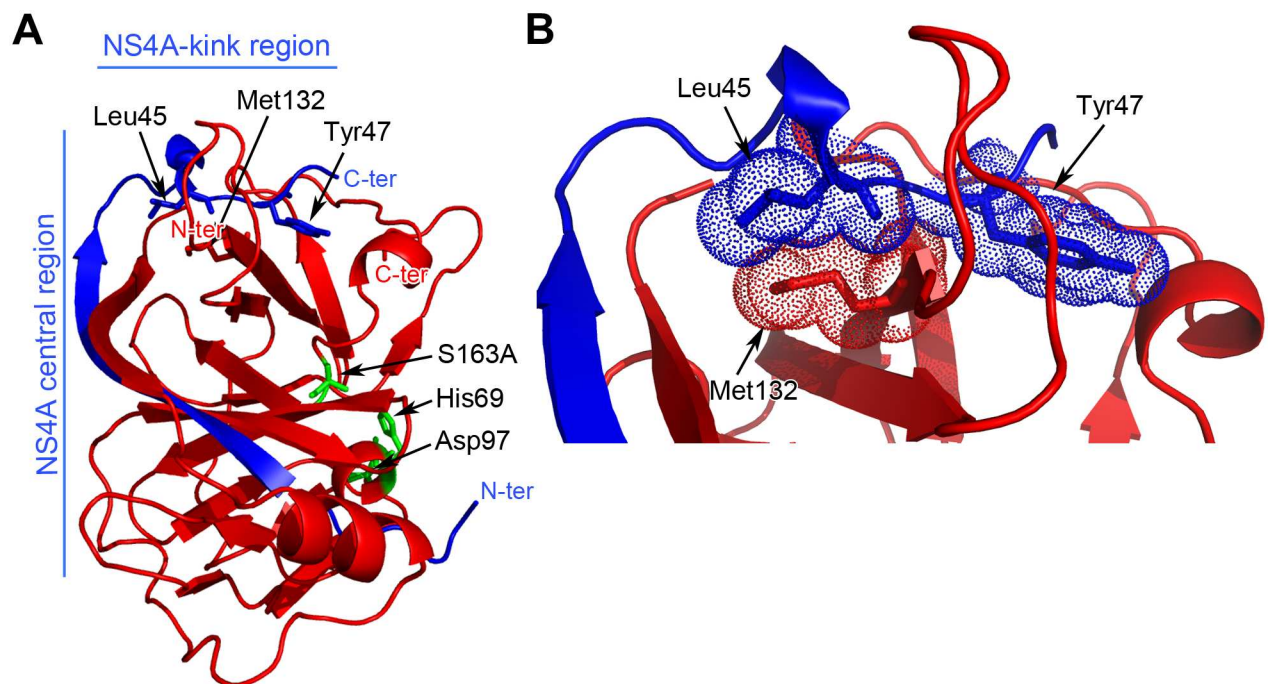 A
NS4A-kink region
Met132
Leu45
Tyr47
C-ter
N-ter
C-ter
NS4A central region
S163A
His69
Asp97
N-ter
B
Leu45
Tyr47
Met132